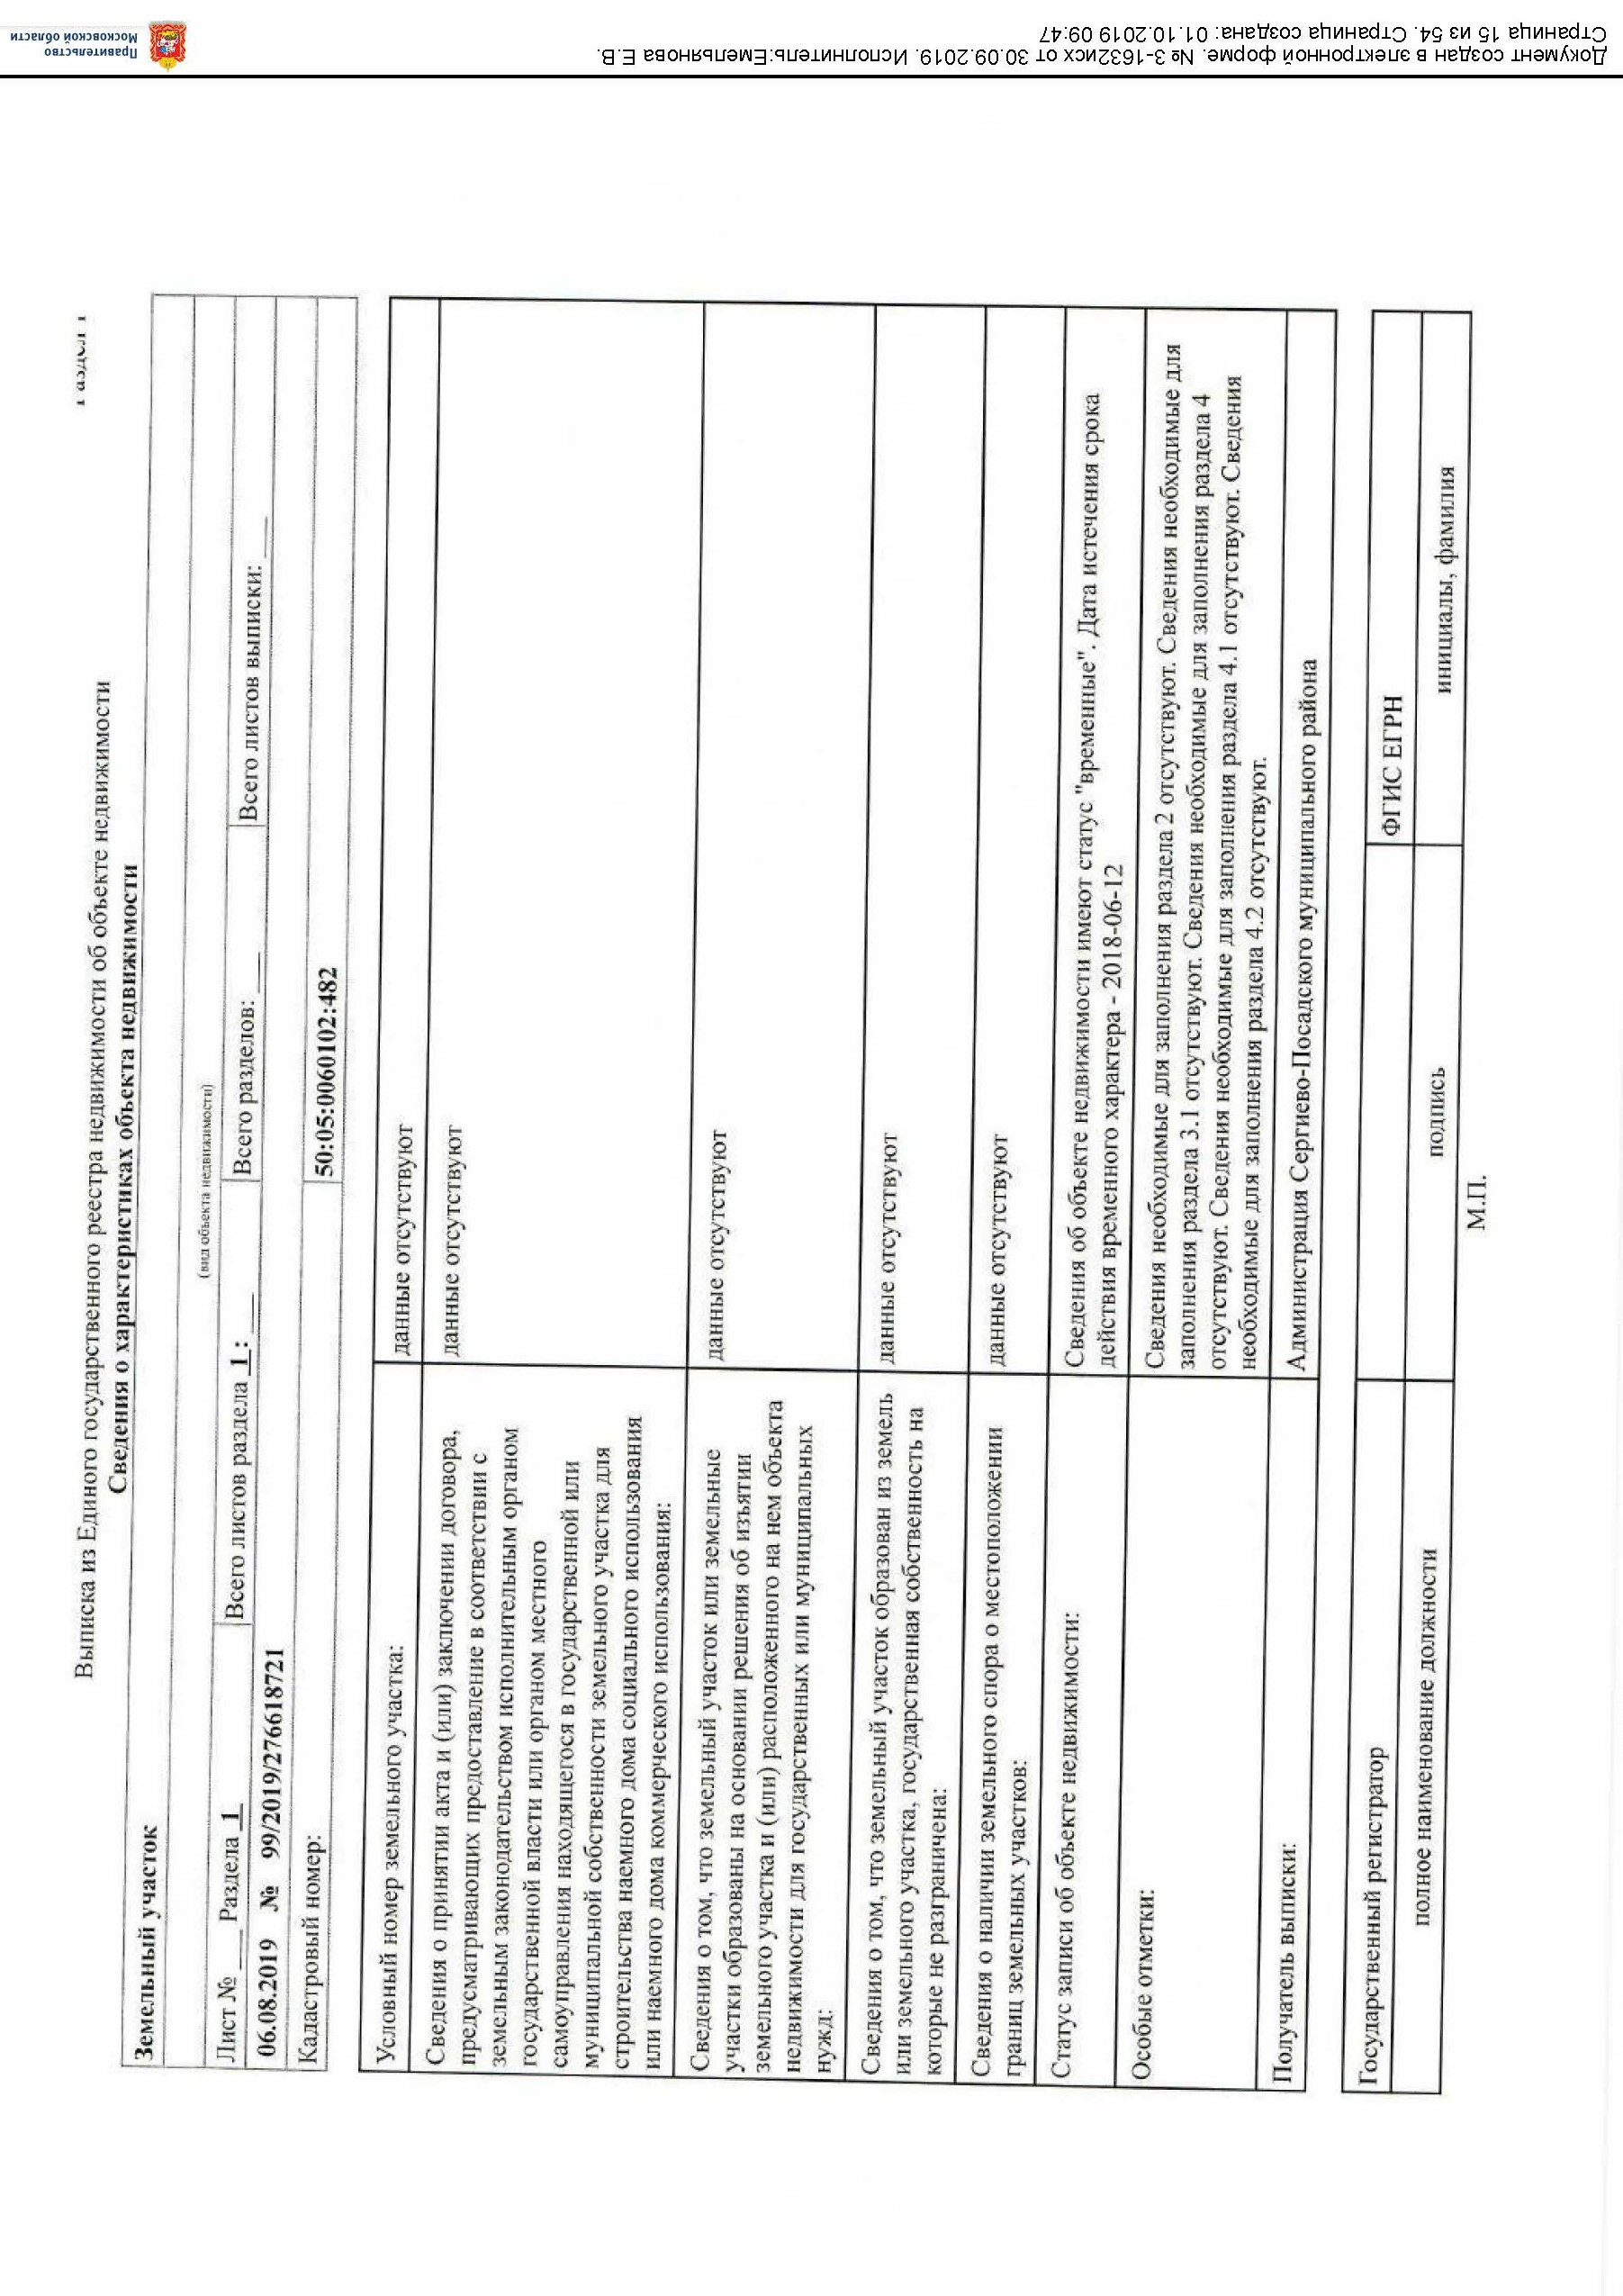 Документ создан в электронной форме. № 3-1632исх от 30.09.2019. Исполнитель:Емельянова Е.В.
Страница 15 из 54. Страница создана: 01.10.2019 09:47
Правительство
Московской области
Раздел 1
Выписка из Единого государственного реестра недвижимости об объекте недвижимости
Сведения о характеристиках объекта недвижимости
Земельный участок
(вид объекта недвижимости)
Лист № ___ Раздела 1 Всего листов раздела 1: ___ Всего разделов: ___ Всего листов выписки: ___
06.08.2019 № 99/2019/276618721
Кадастровый номер: 50:05:0060102:482
Условный номер земельного участка: данные отсутствуют
Сведения о принятии акта и (или) заключении договора, данные отсутствуют
предусматривающих предоставление в соответствии с
земельным законодательством исполнительным органом
государственной власти или органом местного
самоуправления находящегося в государственной или
муниципальной собственности земельного участка для
строительства наемного дома социального использования
или наемного дома коммерческого использования:
Сведения о том, что земельный участок или земельные данные отсутствуют
участки образованы на основании решения об изъятии
земельного участка и (или) расположенного на нем объекта
недвижимости для государственных или муниципальных
нужд:
Сведения о том, что земельный участок образован из земель данные отсутствуют
или земельного участка, государственная собственность на
которые не разграничена:
Сведения о наличии земельного спора о местоположении данные отсутствуют
границ земельных участков:
Статус записи об объекте недвижимости: Сведения об объекте недвижимости имеют статус "временные". Дата истечения срока
действия временного характера - 2018-06-12
Особые отметки: Сведения необходимые для заполнения раздела 2 отсутствуют. Сведения необходимые для
заполнения раздела 3.1 отсутствуют. Сведения необходимые для заполнения раздела 4
отсутствуют. Сведения необходимые для заполнения раздела 4.1 отсутствуют. Сведения
необходимые для заполнения раздела 4.2 отсутствуют.
Получатель выписки: Администрация Сергиево-Посадского муниципального района
Государственный регистратор ФГИС ЕГРН
полное наименование должности подпись инициалы, фамилия
М.П.